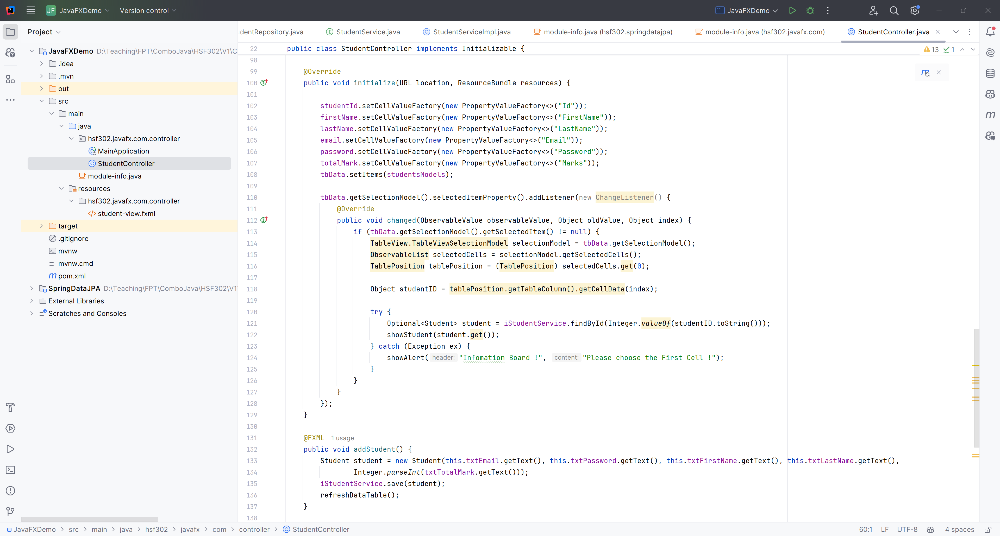 JF JavaFXDemo Version control JavaFXDemo
Project
dentRepository.java StudentService.java StudentServiceImpl.java module-info.java (hsf302.springdatajpa) module-info.java (hsf302.javafx.com) StudentController.java
JavaFXDemo D:\Teaching\FPT\ComboJava\HSF302\V1\C
.idea
.mvn
out
src
main
java
hsf302.javafx.com.controller
MainApplication
StudentController
module-info.java
resources
hsf302.javafx.com.controller
student-view.fxml
target
.gitignore
mvnw
mvnw.cmd
pom.xml
SpringDataJPA D:\Teaching\FPT\ComboJava\HSF302\V1\
External Libraries
Scratches and Consoles
22 public class StudentController implements Initializable { 13 1
98
99 @Override
100 public void initialize(URL location, ResourceBundle resources) {
101
102 studentId.setCellValueFactory(new PropertyValueFactory<>("Id"));
103 firstName.setCellValueFactory(new PropertyValueFactory<>("FirstName"));
104 lastName.setCellValueFactory(new PropertyValueFactory<>("LastName"));
105 email.setCellValueFactory(new PropertyValueFactory<>("Email"));
106 password.setCellValueFactory(new PropertyValueFactory<>("Password"));
107 totalMark.setCellValueFactory(new PropertyValueFactory<>("Marks"));
108 tbData.setItems(studentsModels);
109
110 tbData.getSelectionModel().selectedItemProperty().addListener(new ChangeListener() {
111 @Override
112 public void changed(ObservableValue observableValue, Object oldValue, Object index) {
113 if (tbData.getSelectionModel().getSelectedItem() != null) {
114 TableView.TableViewSelectionModel selectionModel = tbData.getSelectionModel();
115 ObservableList selectedCells = selectionModel.getSelectedCells();
116 TablePosition tablePosition = (TablePosition) selectedCells.get(0);
117
118 Object studentID = tablePosition.getTableColumn().getCellData(index);
119
120 try {
121 Optional<Student> student = iStudentService.findById(Integer.valueOf(studentID.toString()));
122 showStudent(student.get());
123 } catch (Exception ex) {
124 showAlert( header: "Infomation Board !", content: "Please choose the First Cell !");
125 }
126 }
127 }
128 });
129 }
130
131 @FXML 1 usage
132 public void addStudent() {
133 Student student = new Student(this.txtEmail.getText(), this.txtPassword.getText(), this.txtFirstName.getText(), this.txtLastName.getText(),
134 Integer.parseInt(txtTotalMark.getText()));
135 iStudentService.save(student);
136 refreshDataTable();
137 }
138
JavaFXDemo > src > main > java > hsf302 > javafx > com > controller > StudentController 60:1 LF UTF-8 4 spaces